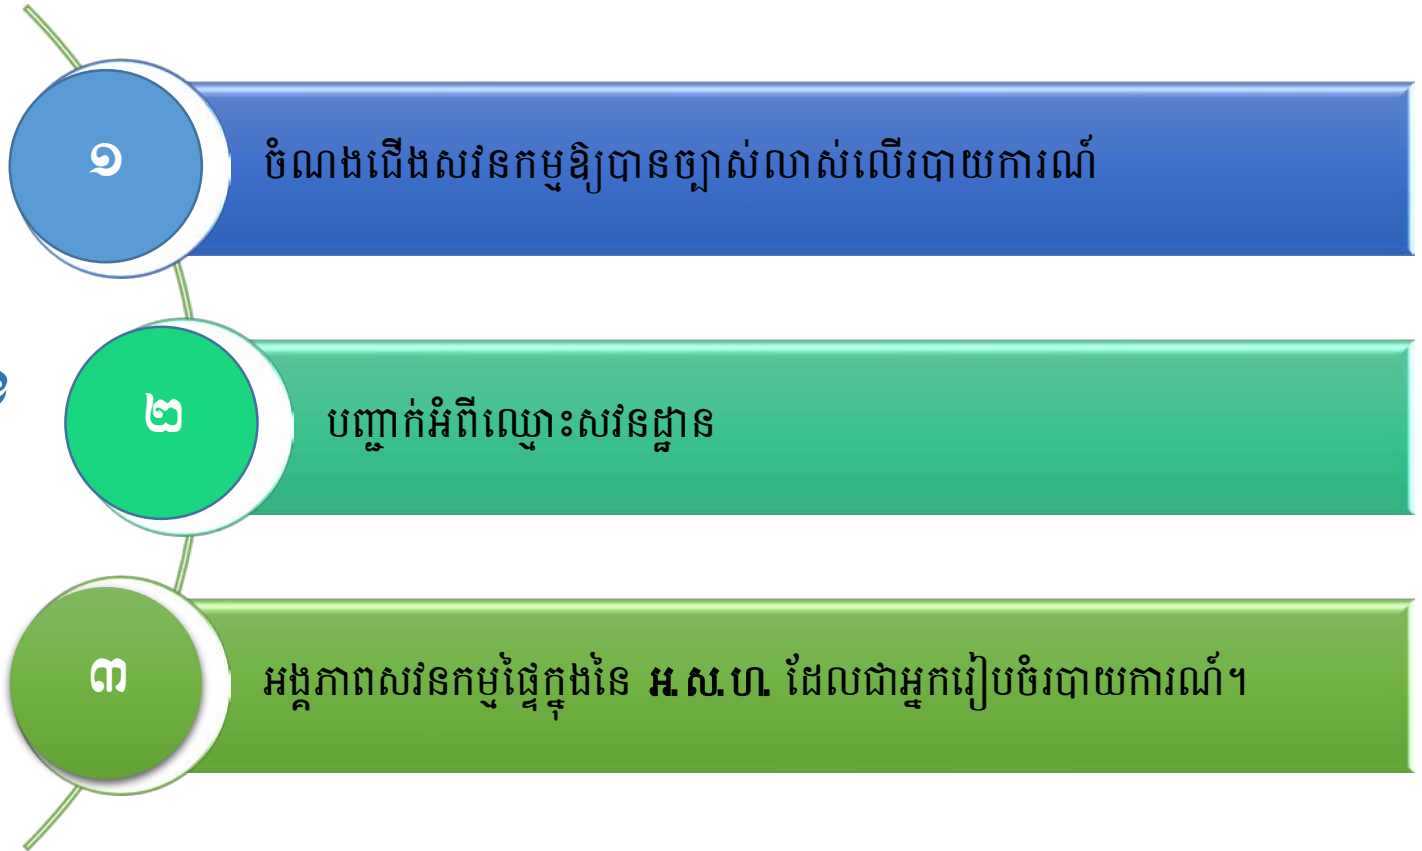 ១
ចំណងជើងសវនកម្មឱ្យបានច្បាស់លាស់លើរបាយការណ៍
២
បញ្ជាក់អំពីឈ្មោះសវនដ្ឋាន
៣
អង្គភាពសវនកម្មផ្ទៃក្នុងនៃ អ.ស.ហ. ដែលជាអ្នករៀបចំរបាយការណ៍។